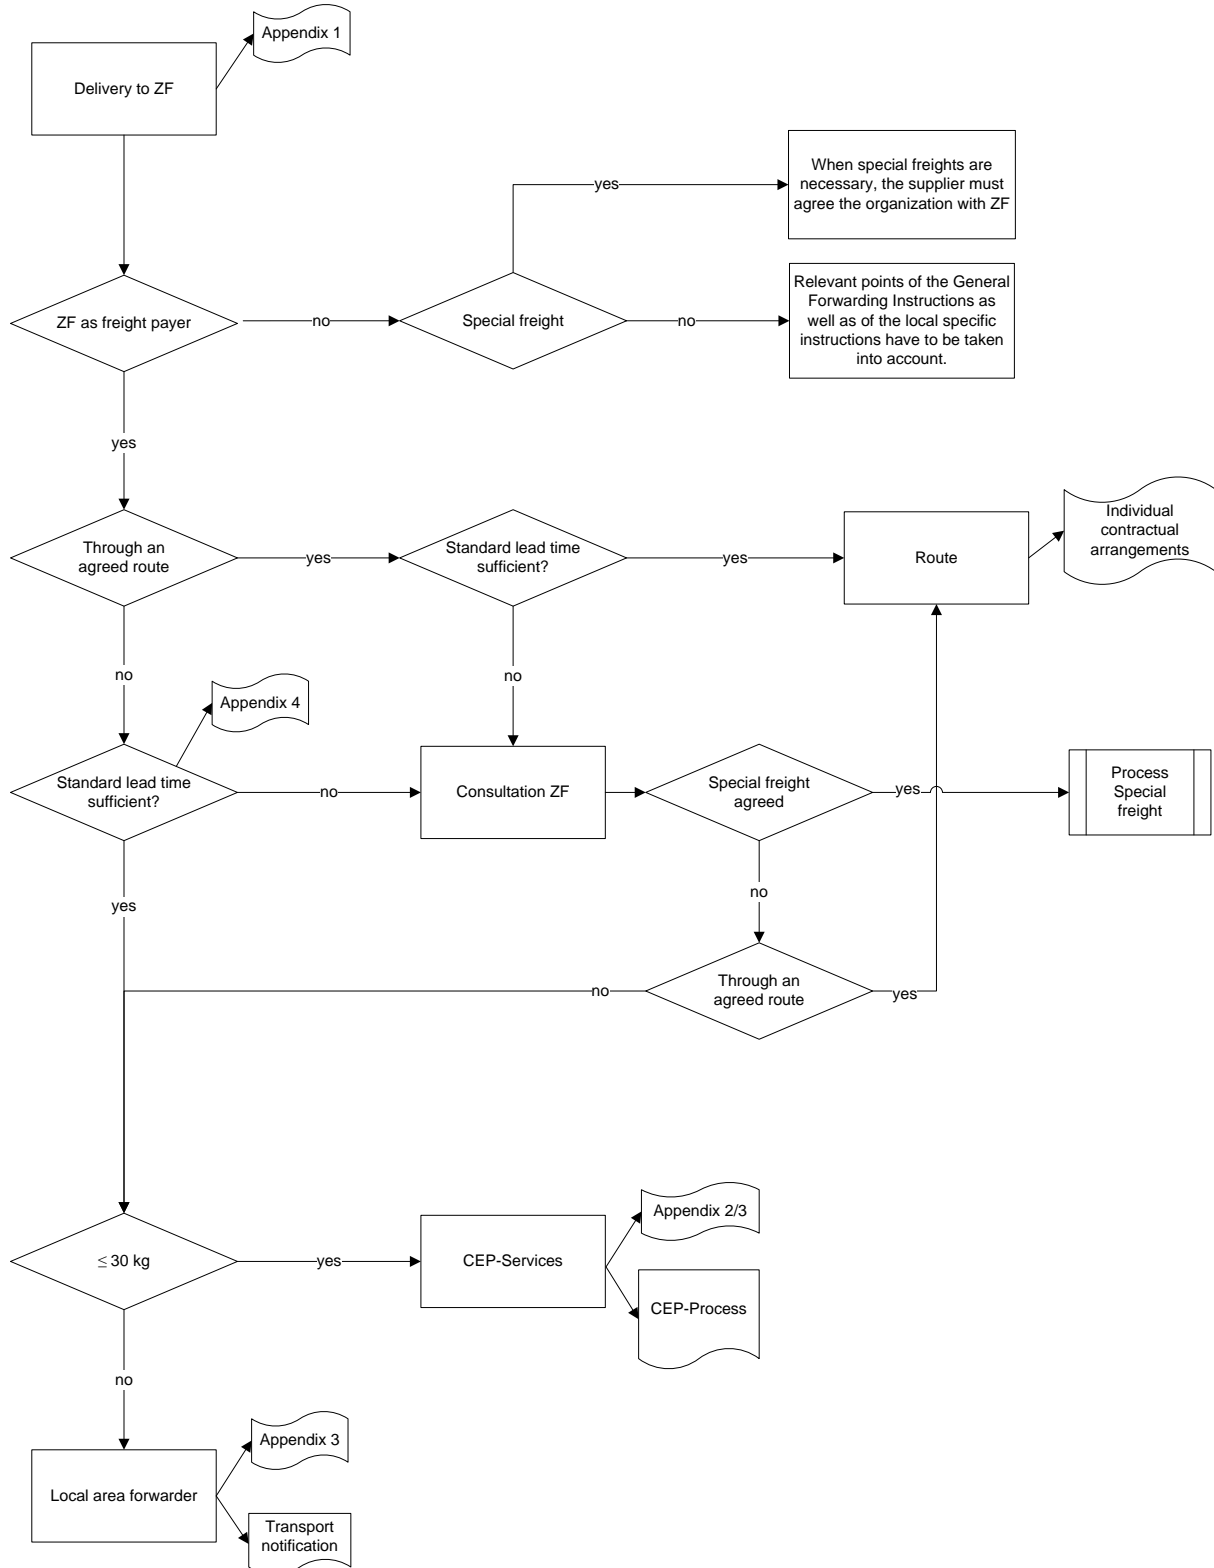 Appendix 1
Delivery to ZF
When special freights are
necessary, the supplier must
agree the organization with ZF
yes
Relevant points of the General
Forwarding Instructions as
well as of the local specific
instructions have to be taken
into account.
ZF as freight payer
no
Special freight
no
yes
Individual
contractual
arrangements
Through an
agreed route
yes
Standard lead time
sufficient?
yes
Route
no
no
Appendix 4
Standard lead time
sufficient?
no
Consultation ZF
Special freight
agreed
yes
Process
Special
freight
yes
no
Through an
agreed route
no
yes
Appendix 2/3
≤ 30 kg
yes
CEP-Services
CEP-Process
no
Appendix 3
Local area forwarder
Transport
notification